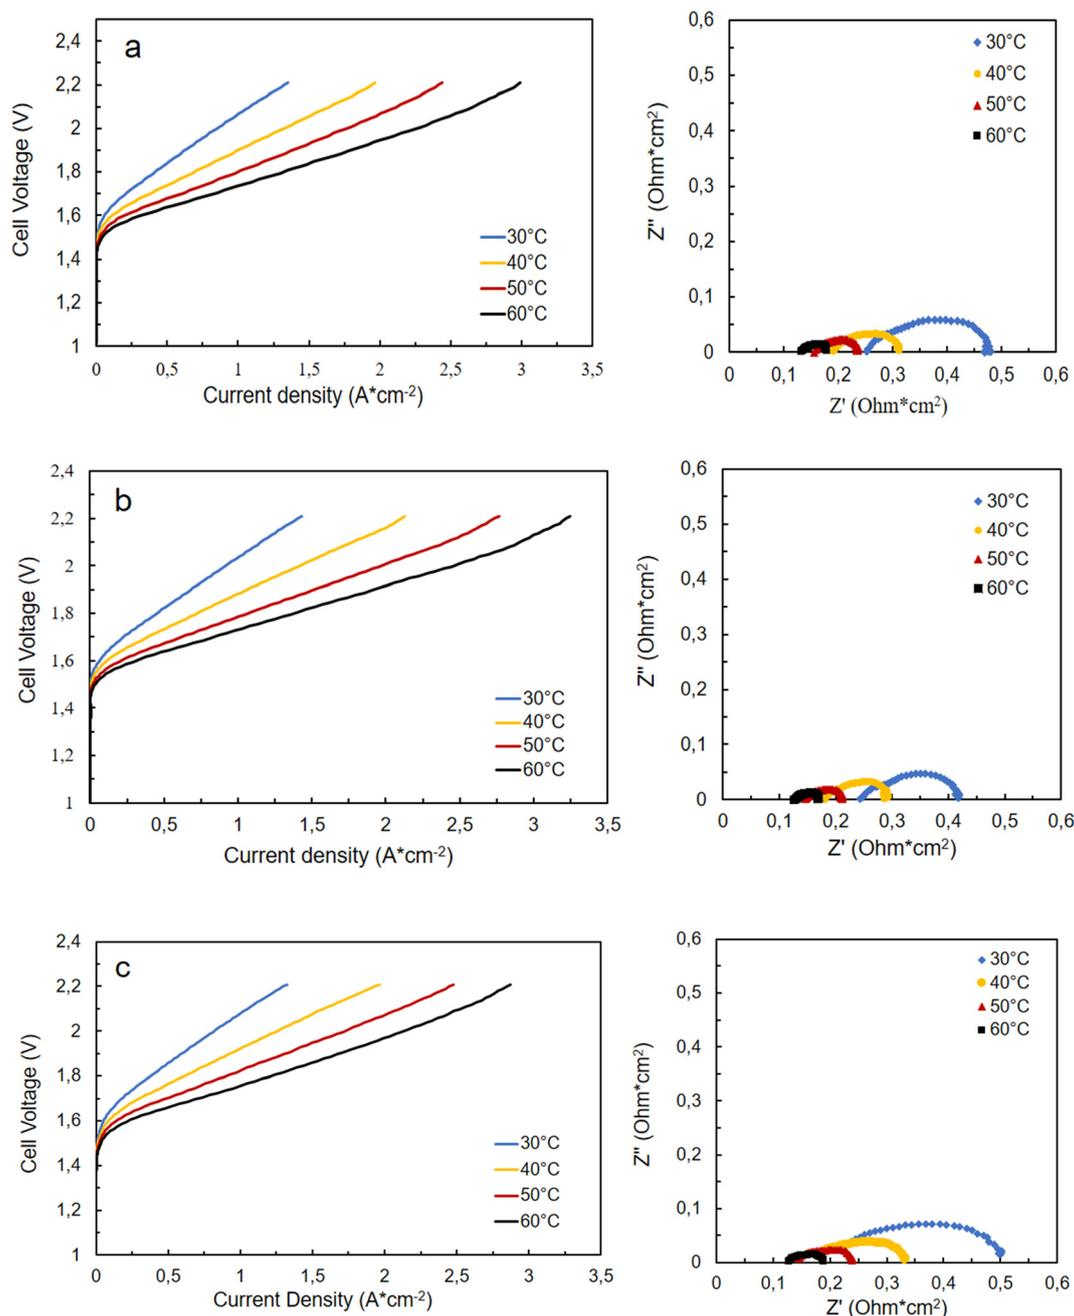 a
2,4
2,2
2
1,8
1,6
1,4
1,2
1
Cell Voltage (V)
30°C
40°C
50°C
60°C
0 0,5 1 1,5 2 2,5 3 3,5
Current density (A*cm-2)
0,6
0,5
0,4
0,3
0,2
0,1
0
Z'' (Ohm*cm2)
30°C
40°C
50°C
60°C
0 0,1 0,2 0,3 0,4 0,5 0,6
Z' (Ohm*cm2)
b
2,4
2,2
2
1,8
1,6
1,4
1,2
1
Cell Voltage (V)
30°C
40°C
50°C
60°C
0 0,5 1 1,5 2 2,5 3 3,5
Current density (A*cm-2)
0,6
0,5
0,4
0,3
0,2
0,1
0
Z'' (Ohm*cm2)
30°C
40°C
50°C
60°C
0 0,1 0,2 0,3 0,4 0,5 0,6
Z' (Ohm*cm2)
c
2,4
2,2
2
1,8
1,6
1,4
1,2
1
Cell Voltage (V)
30°C
40°C
50°C
60°C
0 0,5 1 1,5 2 2,5 3 3,5
Current Density (A*cm-2)
0,6
0,5
0,4
0,3
0,2
0,1
0
Z'' (Ohm*cm2)
30°C
40°C
50°C
60°C
0 0,1 0,2 0,3 0,4 0,5 0,6
Z' (Ohm*cm2)